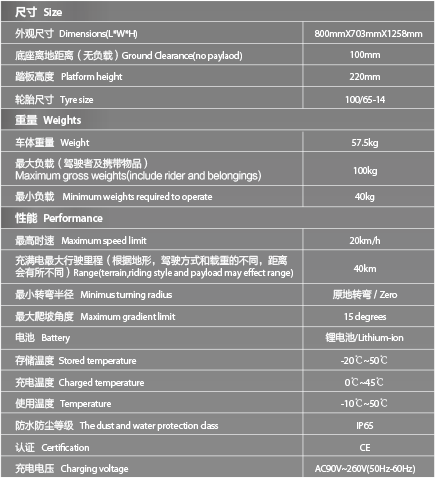 尺寸 Size
外观尺寸 Dimensions(L*W*H) 800mmX703mmX1258mm
底座离地距离（无负载）Ground Clearance(no paylaod) 100mm
踏板高度 Platform height 220mm
轮胎尺寸 Tyre size 100/65-14
重量 Weights
车体重量 Weight 57.5kg
最大负载（驾驶者及携带物品）
Maximum gross weights(include rider and belongings) 100kg
最小负载 Minimum weights required to operate 40kg
性能 Performance
最高时速 Maximum speed limit 20km/h
充满电最大行驶里程（根据地形，驾驶方式和载重的不同，距离
会有所不同）Range(terrain,riding style and payload may effect range) 40km
最小转弯半径 Minimus turning radius 原地转弯 / Zero
最大爬坡角度 Maximum gradient limit 15 degrees
电池 Battery 锂电池/Lithium-ion
存储温度 Stored temperature -20℃~50℃
充电温度 Charged temperature 0℃~45℃
使用温度 Temperature -10℃~50℃
防水防尘等级 The dust and water protection class IP65
认证 Certification CE
充电电压 Charging voltage AC90V~260V(50Hz-60Hz)